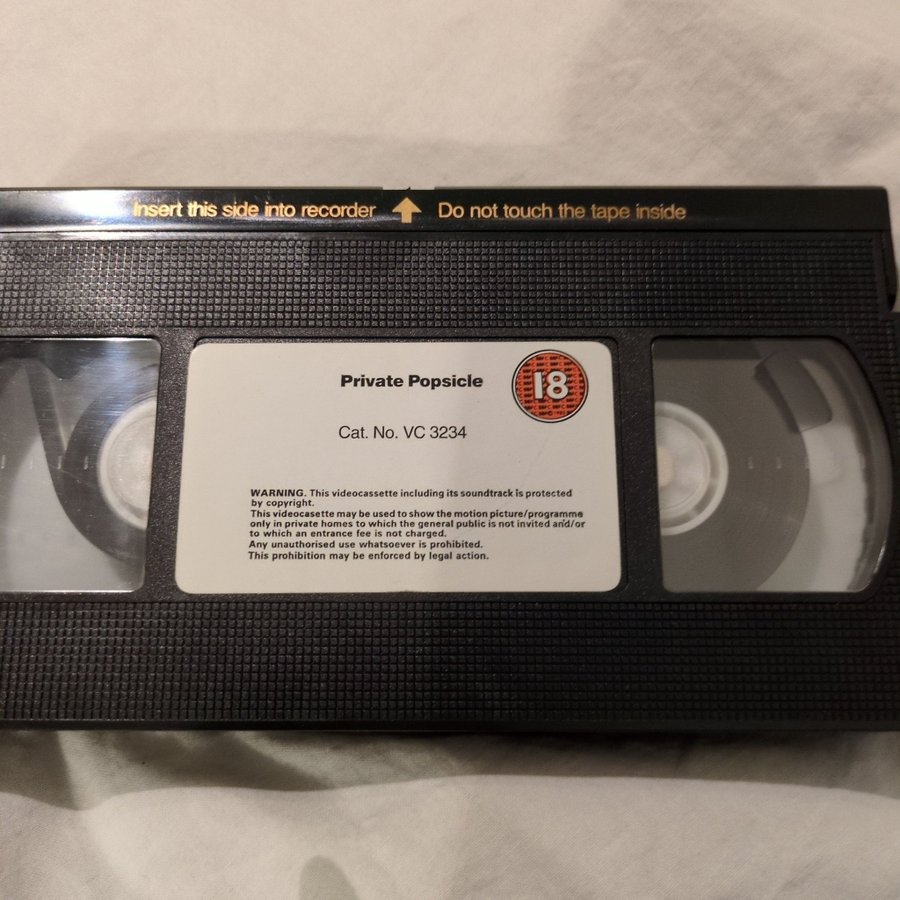 Insert this side into recorder Do not touch the tape inside
Private Popsicle
18
Cat. No. VC 3234
WARNING. This videocassette including its soundtrack is protected
by copyright.
This videocasette may be used to show the motion picture/programme
only in private homes to which the general public is not invited and/or
to which an entrance fee is not charged.
Any unauthorised use whatsoever is prohibited.
This prohibition may be enforced by legal action.